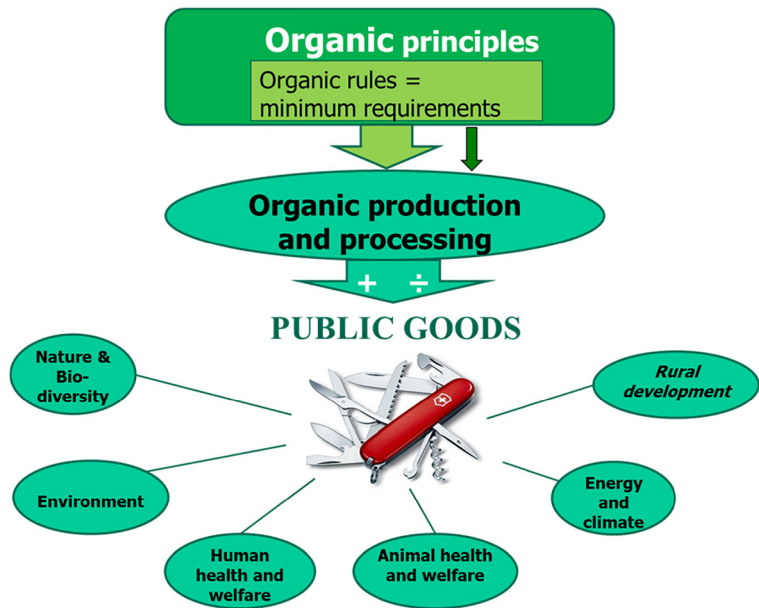 Organic principles
Organic rules =
minimum requirements
Organic production
and processing
+ ÷
PUBLIC GOODS
Nature &
Bio-
diversity
Rural
development
Environment
Energy
and
climate
Human
health and
welfare
Animal health
and welfare